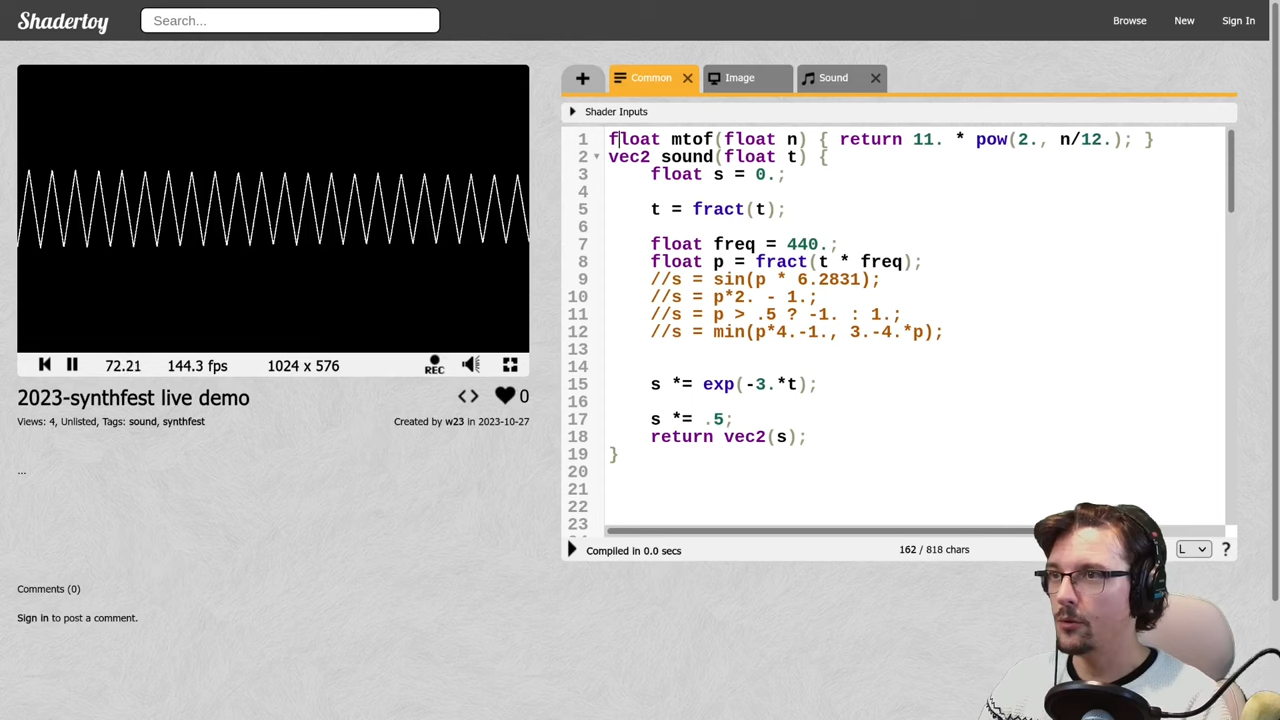 Shadertoy
Search...
Browse
New
Sign In
+
Common
Image
Sound
Shader Inputs
1 float mtof(float n) { return 11. * pow(2., n/12.); }
2 vec2 sound(float t) {
3 float s = 0.;
4
5 t = fract(t);
6
7 float freq = 440.;
8 float p = fract(t * freq);
9 //s = sin(p * 6.2831);
10 //s = p*2. - 1.;
11 //s = p > .5 ? -1. : 1.;
12 //s = min(p*4.-1., 3.-4.*p);
13
14
15 s *= exp(-3.*t);
16
17 s *= .5;
18 return vec2(s);
19 }
20
21
22
23
72.21
144.3 fps
1024 x 576
REC
2023-synthfest live demo
0
Views: 4, Unlisted, Tags: sound, synthfest
Created by w23 in 2023-10-27
...
Compiled in 0.0 secs
162 / 818 chars
L
?
Comments (0)
Sign in to post a comment.